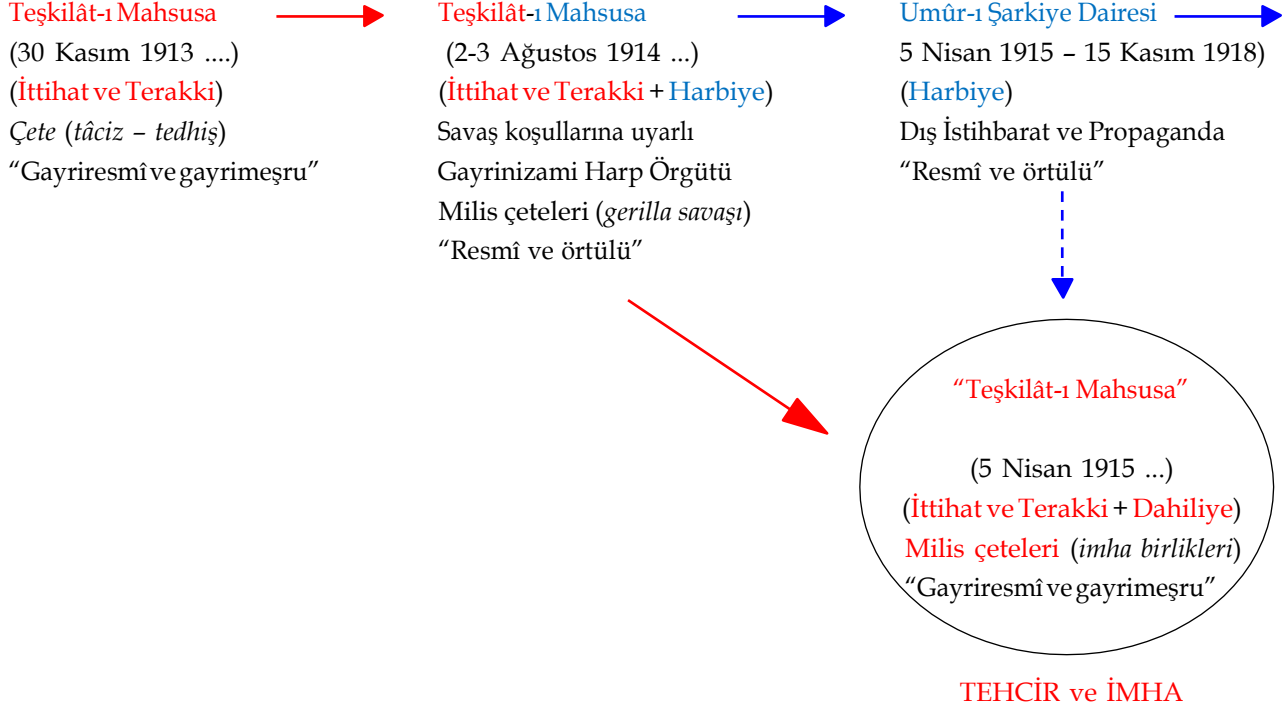 Teşkilât-ı Mahsusa
(30 Kasım 1913 ....)
(İttihat ve Terakki)
Çete (tâciz – tedhiş)
“Gayriresmî ve gayrimeşru”
Teşkilât-ı Mahsusa
(2-3 Ağustos 1914 ...)
(İttihat ve Terakki + Harbiye)
Savaş koşullarına uyarlı
Gayrinizami Harp Örgütü
Milis çeteleri (gerilla savaşı)
“Resmî ve örtülü”
Umûr-ı Şarkiye Dairesi
5 Nisan 1915 – 15 Kasım 1918)
(Harbiye)
Dış İstihbarat ve Propaganda
“Resmî ve örtülü”
“Teşkilât-ı Mahsusa”
(5 Nisan 1915 ...)
(İttihat ve Terakki + Dahiliye)
Milis çeteleri (imha birlikleri)
“Gayriresmî ve gayrimeşru”
TEHCİR ve İMHA